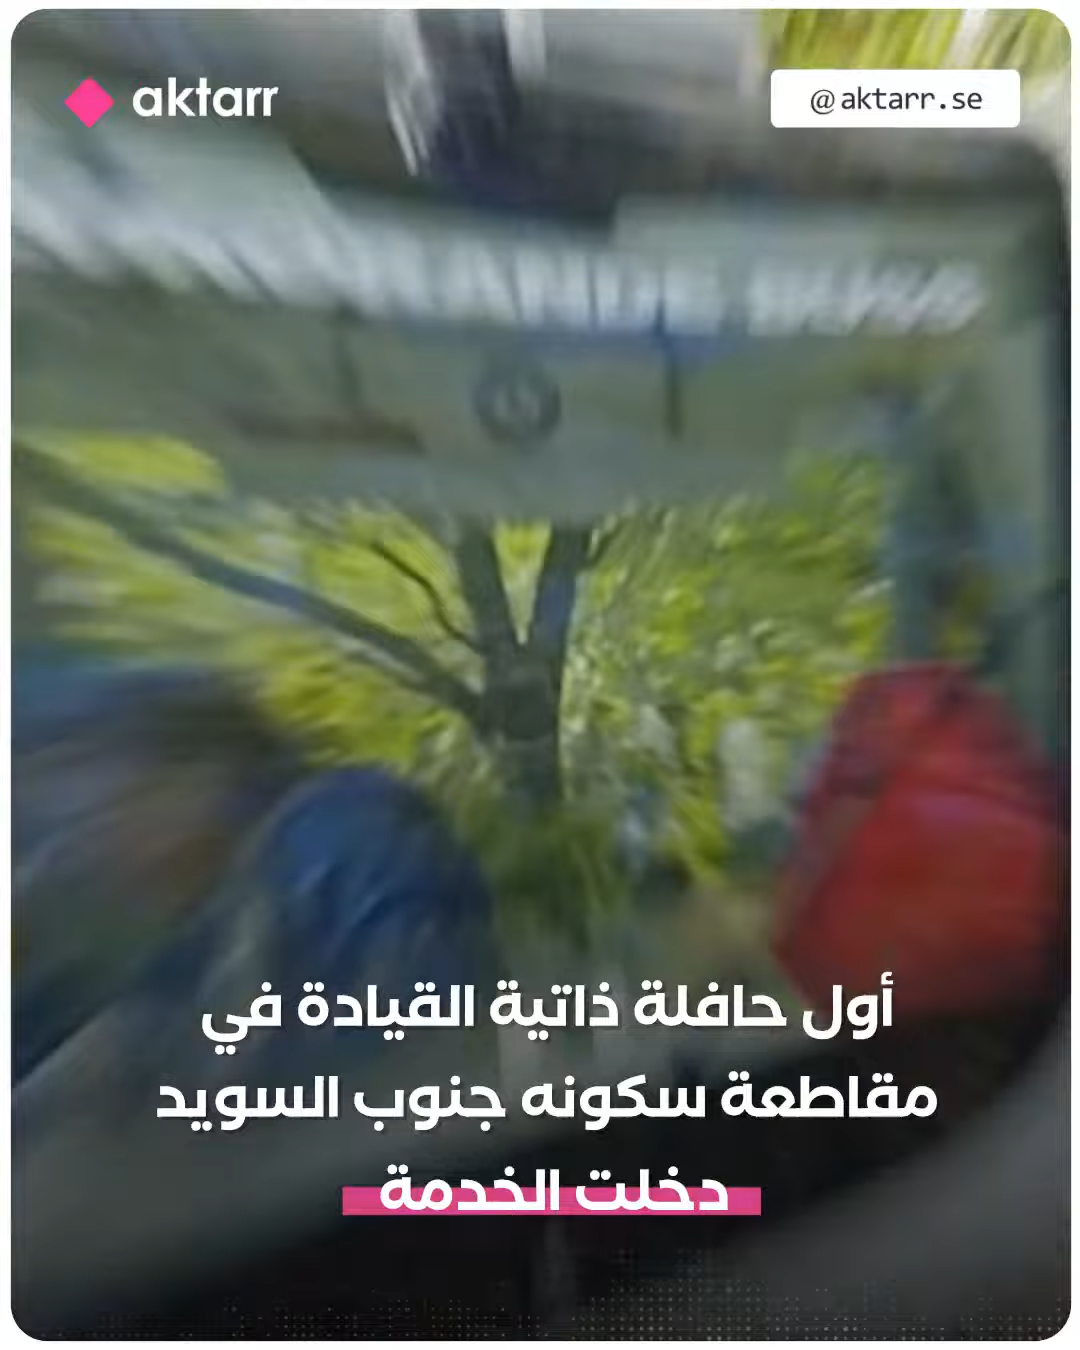 aktarr
@aktarr.se
أول حافلة ذاتية القيادة في
مقاطعة سكونه جنوب السويد
دخلت الخدمة